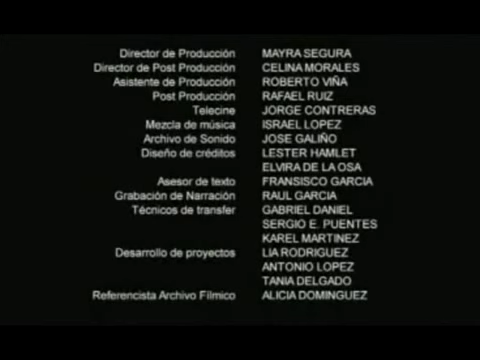 Director de Producción MAYRA SEGURA
Director de Post Producción CELINA MORALES
Asistente de Producción ROBERTO VIÑA
Post Producción RAFAEL RUIZ
Telecine JORGE CONTRERAS
Mezcla de música ISRAEL LOPEZ
Archivo de Sonido JOSE GALIÑO
Diseño de créditos LESTER HAMLET
ELVIRA DE LA OSA
Asesor de texto FRANSISCO GARCIA
Grabación de Narración RAUL GARCIA
Técnicos de transfer GABRIEL DANIEL
SERGIO E. PUENTES
KAREL MARTINEZ
Desarrollo de proyectos LIA RODRIGUEZ
ANTONIO LOPEZ
TANIA DELGADO
Referencista Archivo Fílmico ALICIA DOMINGUEZ